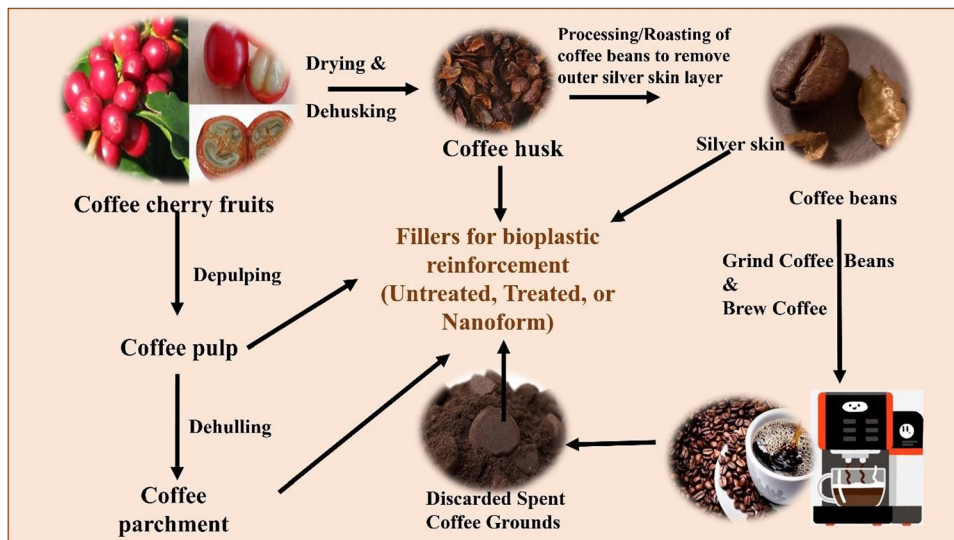 Drying &
Dehusking
Processing/Roasting of
coffee beans to remove
outer silver skin layer
Coffee husk
Silver skin
Coffee cherry fruits
Coffee beans
Fillers for bioplastic
reinforcement
(Untreated, Treated, or
Nanoform)
Depulping
Grind Coffee Beans
&
Brew Coffee
Coffee pulp
Dehulling
Coffee
parchment
Discarded Spent
Coffee Grounds